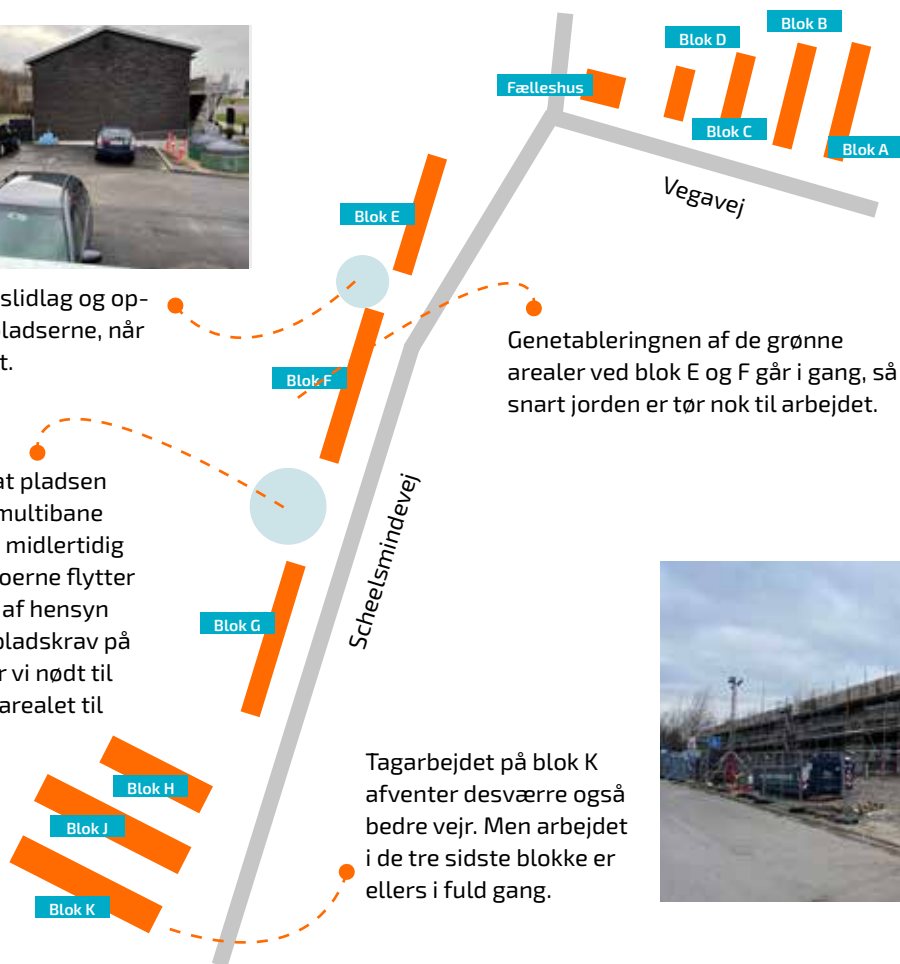 Blok B
Blok D
Fælleshus
Blok C
Blok A
Vegavej
Blok E
slidlag og op-
pladserne, når
t.
Blok F
Genetableringnen af de grønne
arealer ved blok E og F går i gang, så
snart jorden er tør nok til arbejdet.
at pladsen
multibane
midlertidig
oerne flytter
af hensyn
pladskrav på
r vi nødt til
arealet til
Scheelsmindevej
Blok G
Blok H
Blok J
Blok K
Tagarbejdet på blok K
afventer desværre også
bedre vejr. Men arbejdet
i de tre sidste blokke er
ellers i fuld gang.